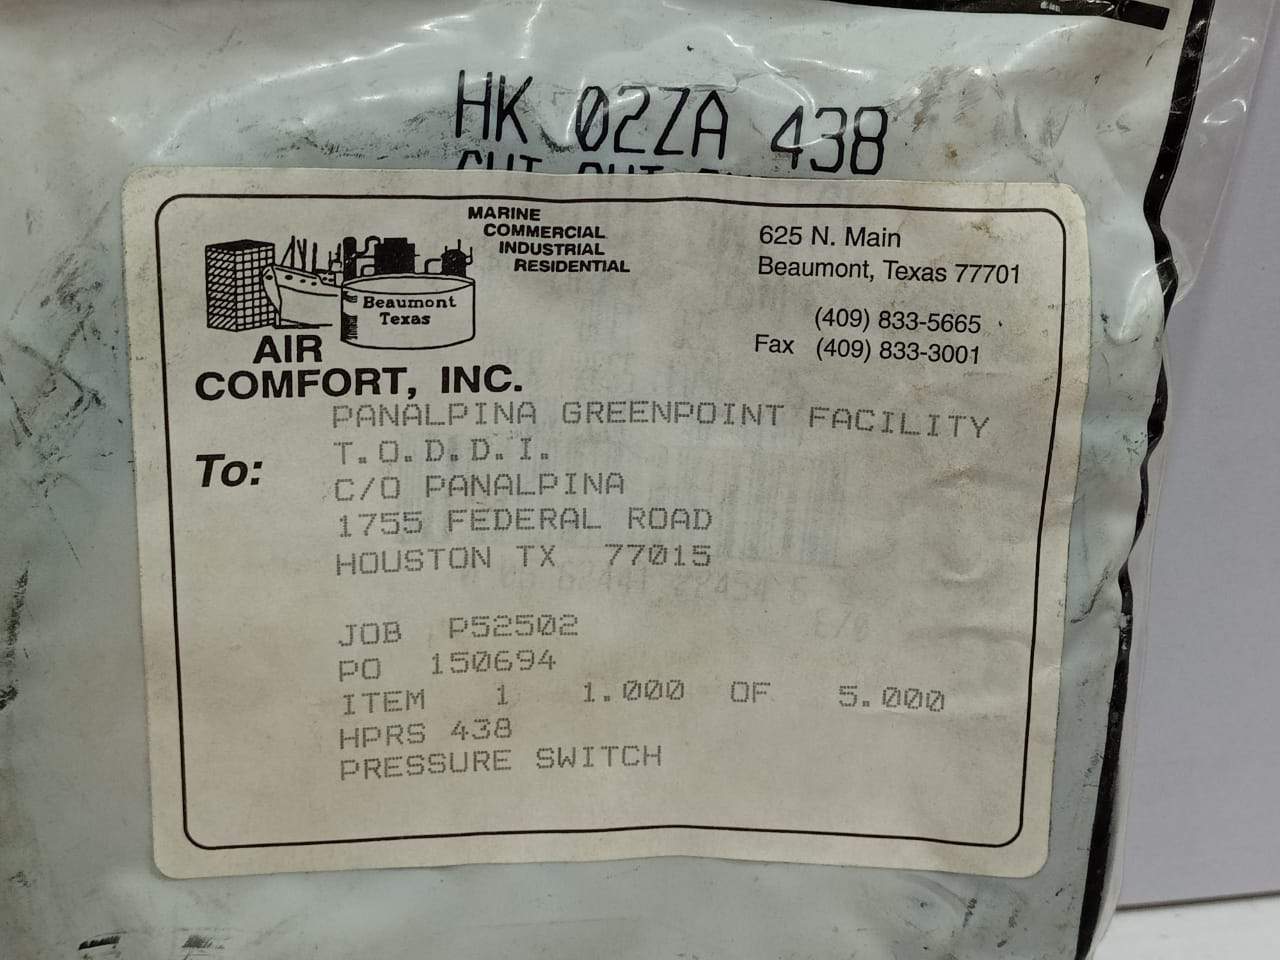 HK 02ZA 438
MARINE
COMMERCIAL
INDUSTRIAL
RESIDENTIAL
625 N. Main
Beaumont, Texas 77701
(409) 833-5665
Fax (409) 833-3001
Beaumont
Texas
AIR
COMFORT, INC.
To:
PANALPINA GREENPOINT FACILITY
T.O.D.D.I.
C/O PANALPINA
1755 FEDERAL ROAD
HOUSTON TX 77015
JOB P52502
PO 150694
ITEM 1 1.000 OF 5.000
HPRS 438
PRESSURE SWITCH